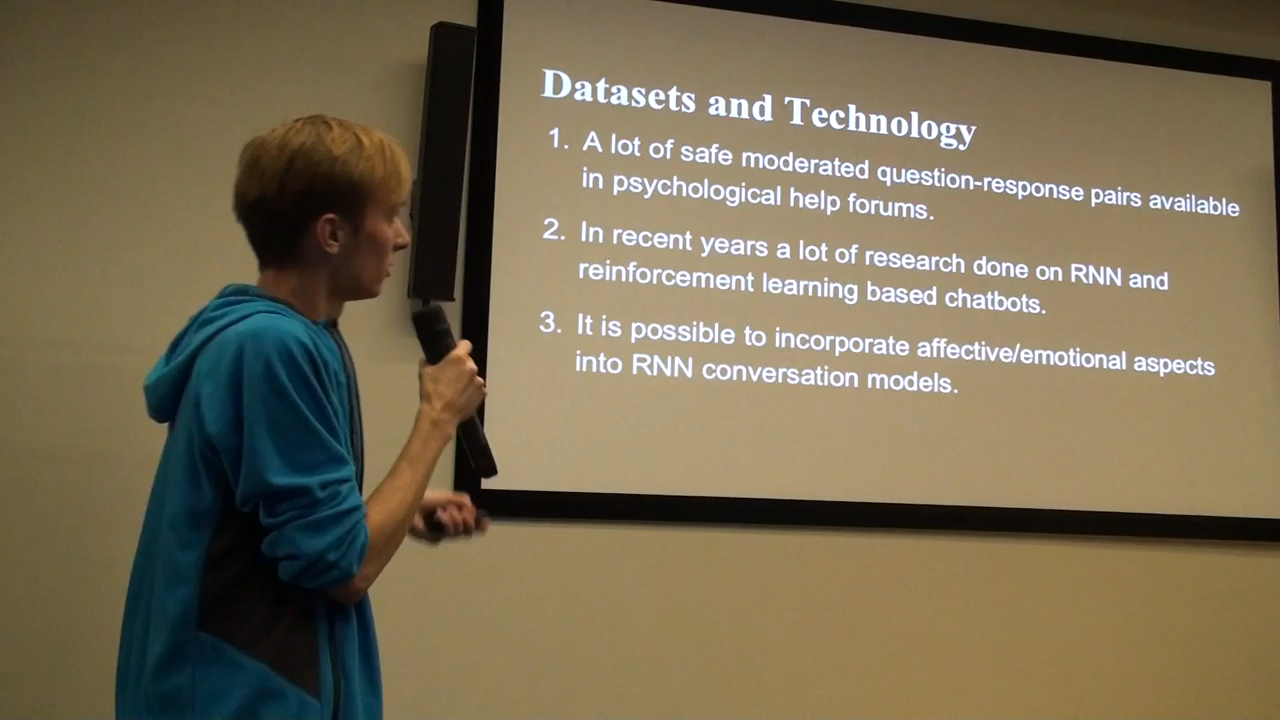 Datasets and Technology
1. A lot of safe moderated question-response pairs available
in psychological help forums.
2. In recent years a lot of research done on RNN and
reinforcement learning based chatbots.
3. It is possible to incorporate affective/emotional aspects
into RNN conversation models.